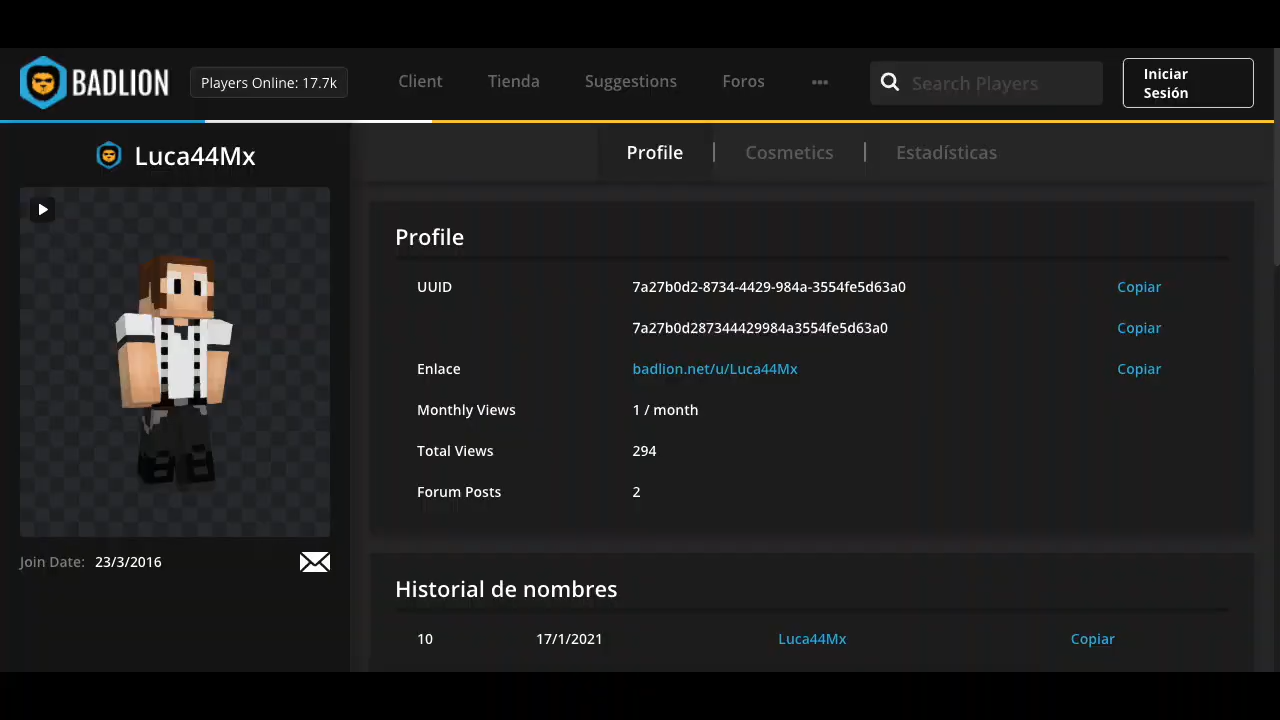 BADLION
Players Online: 17.7k
Client
Tienda
Suggestions
Foros
Search Players
Iniciar
Sesión
Luca44Mx
Profile
Cosmetics
Estadísticas
Profile
UUID 7a27b0d2-8734-4429-984a-3554fe5d63a0 Copiar
7a27b0d287344429984a3554fe5d63a0 Copiar
Enlace badlion.net/u/Luca44Mx Copiar
Monthly Views 1 / month
Total Views 294
Forum Posts 2
Join Date: 23/3/2016
Historial de nombres
10 17/1/2021 Luca44Mx Copiar